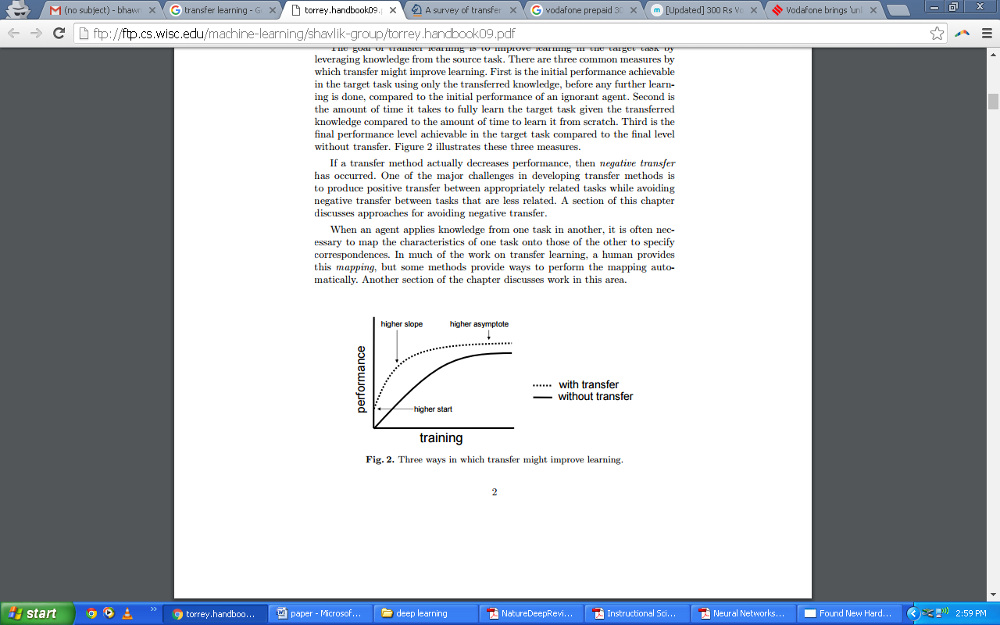 (no subject) - bhawn
transfer learning - G
torrey.handbook09.p
A survey of transfer
vodafone prepaid 30
[Updated] 300 Rs Vo
Vodafone brings 'unl
ftp://ftp.cs.wisc.edu/machine-learning/shavlik-group/torrey.handbook09.pdf
The goal of transfer learning is to improve learning in the target task by
leveraging knowledge from the source task. There are three common measures by
which transfer might improve learning. First is the initial performance achievable
in the target task using only the transferred knowledge, before any further learn-
ing is done, compared to the initial performance of an ignorant agent. Second is
the amount of time it takes to fully learn the target task given the transferred
knowledge compared to the amount of time to learn it from scratch. Third is the
final performance level achievable in the target task compared to the final level
without transfer. Figure 2 illustrates these three measures.
If a transfer method actually decreases performance, then negative transfer
has occurred. One of the major challenges in developing transfer methods is
to produce positive transfer between appropriately related tasks while avoiding
negative transfer between tasks that are less related. A section of this chapter
discusses approaches for avoiding negative transfer.
When an agent applies knowledge from one task in another, it is often nec-
essary to map the characteristics of one task onto those of the other to specify
correspondences. In much of the work on transfer learning, a human provides
this mapping, but some methods provide ways to perform the mapping auto-
matically. Another section of the chapter discusses work in this area.
higher slope
higher asymptote
performance
with transfer
without transfer
higher start
training
Fig. 2. Three ways in which transfer might improve learning.
2
start
torrey.handboo...
paper - Microsof...
deep learning
NatureDeepRevi...
Instructional Sci...
Neural Networks...
Found New Hard...
2:59 PM